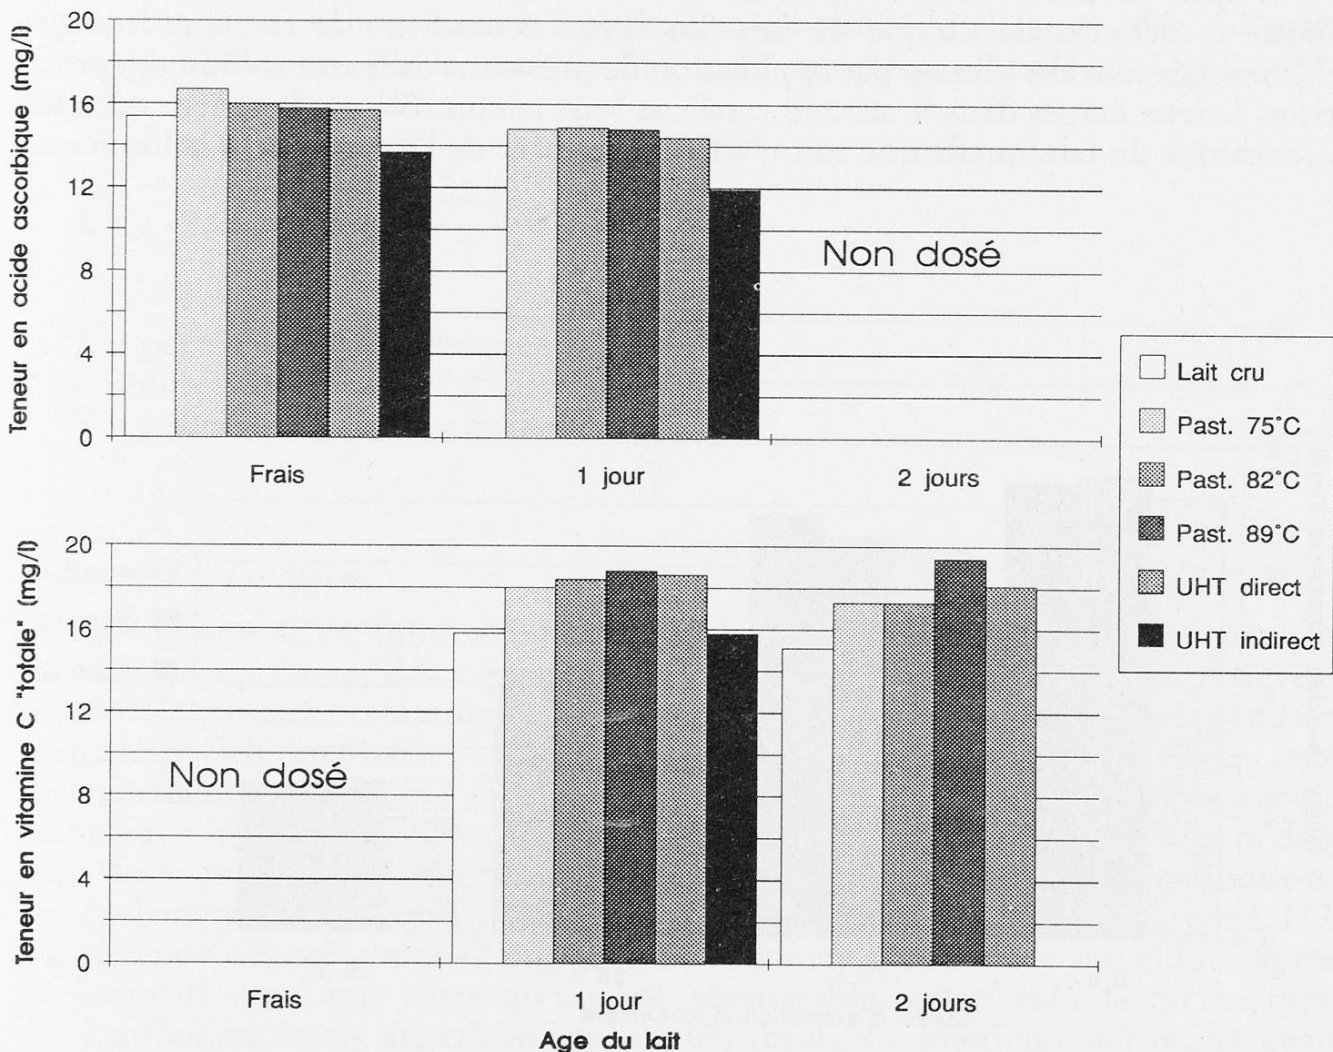 Teneur en acide ascorbique (mg/l)
20
16
12
8
4
0
Non dosé
Frais
1 jour
2 jours
Lait cru
Past. 75°C
Past. 82°C
Past. 89°C
UHT direct
UHT indirect
Teneur en vitamine C "totale" (mg/l)
20
16
12
8
4
0
Non dosé
Frais
1 jour
2 jours
Age du lait